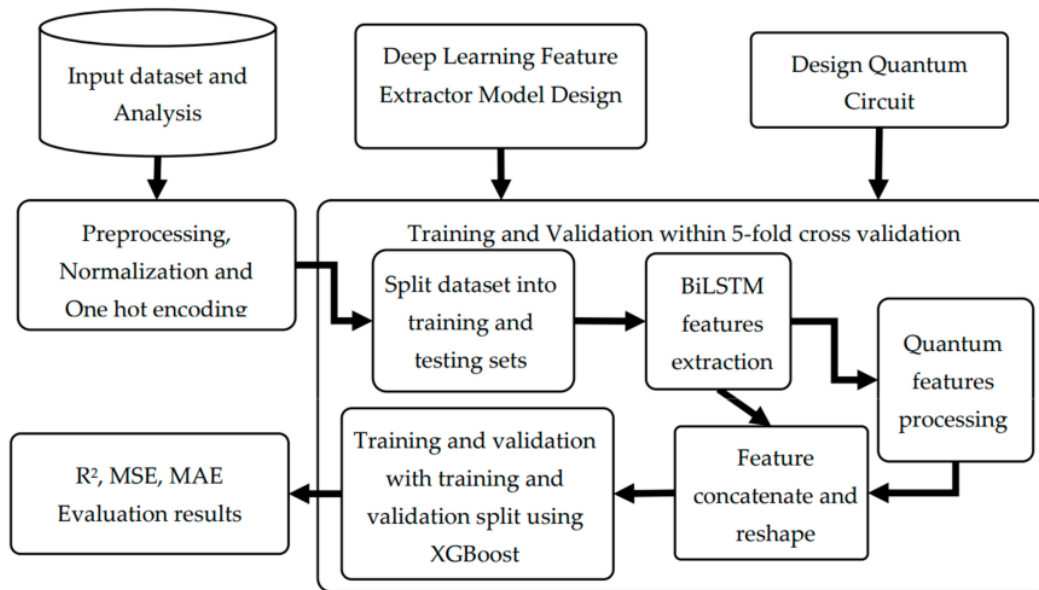 Input dataset and
Analysis
Deep Learning Feature
Extractor Model Design
Design Quantum
Circuit
Preprocessing,
Normalization and
One hot encoding
Training and Validation within 5-fold cross validation
Split dataset into
training and
testing sets
BiLSTM
features
extraction
Quantum
features
processing
Feature
concatenate and
reshape
Training and validation
with training and
validation split using
XGBoost
R², MSE, MAE
Evaluation results